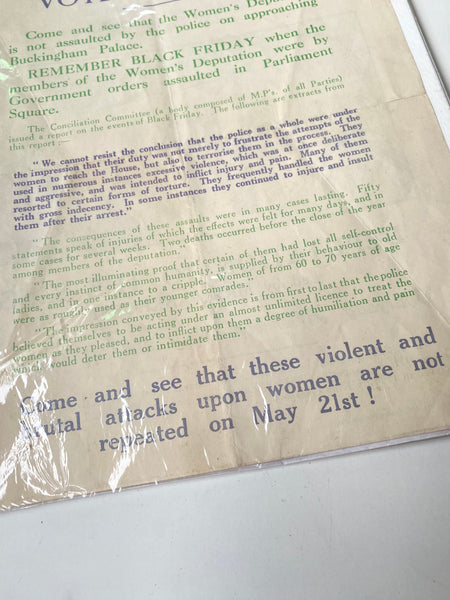 VOT
Come and see that the Women's Depu
is not assaulted by the police on approaching
Buckingham Palace.
REMEMBER BLACK FRIDAY when the
members of the Women's Deputation were by
Government orders assaulted in Parliament
Square.
The Conciliation Committee (a body composed of M.P's, of all Parties)
issued a report on the events of Black Friday. The following are extracts from
this report:—
"We cannot resist the conclusion that the police as a whole were under
the impression that their duty was not merely to frustrate the attempts of the
women to reach the House, but also to terrorise them in the process. They
used in numerous instances excessive violence, which was at once deliberate
and aggressive, and was intended to inflict injury and pain. Many of them
resorted to certain forms of torture. They frequently handled the women
with gross indecency. In some instances they continued to injure and insult
them after their arrest."
"The consequences of these assaults were in many cases lasting. Fifty
statements speak of injuries of which the effects were felt for many days, and in
some cases for several weeks. Two deaths occurred before the close of the year
among members of the deputation."
"The most illuminating proof that certain of them had lost all self-control
and every instinct of common humanity, is supplied by their behaviour to old
ladies, and in one instance to a cripple. Women of from 60 to 70 years of age
were as roughly used as their younger comrades."
"The impression conveyed by this evidence is from first to last that the police
believed themselves to be acting under an almost unlimited licence to treat the
women as they pleased, and to inflict upon them a degree of humiliation and pain
which would deter them or intimidate them."
Come and see that these violent and
brutal attacks upon women are not
repeated on May 21st!